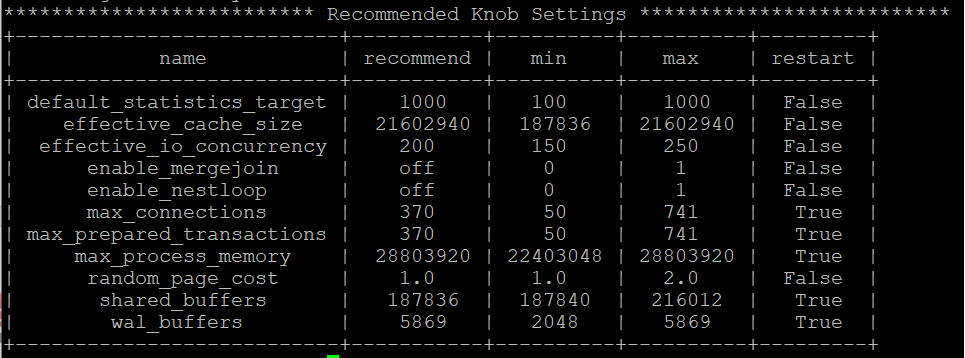 ************************** Recommended Knob Settings **************************
+---------------------------+-----------+----------+----------+---------+
| name | recommend | min | max | restart |
+---------------------------+-----------+----------+----------+---------+
| default_statistics_target | 1000 | 100 | 1000 | False |
| effective_cache_size | 21602940 | 187836 | 21602940 | False |
| effective_io_concurrency | 200 | 150 | 250 | False |
| enable_mergejoin | off | 0 | 1 | False |
| enable_nestloop | off | 0 | 1 | False |
| max_connections | 370 | 50 | 741 | True |
| max_prepared_transactions | 370 | 50 | 741 | True |
| max_process_memory | 28803920 | 22403048 | 28803920 | True |
| random_page_cost | 1.0 | 1.0 | 2.0 | False |
| shared_buffers | 187836 | 187840 | 216012 | True |
| wal_buffers | 5869 | 2048 | 5869 | True |
+---------------------------+-----------+----------+----------+---------+